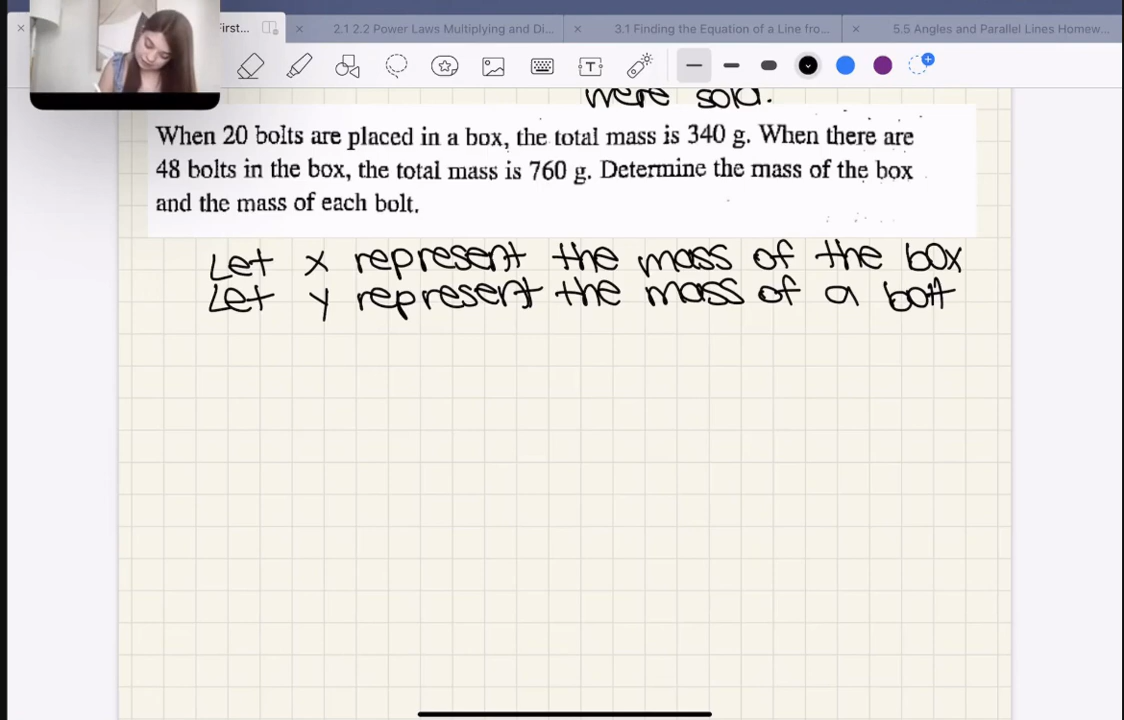 First...
2.1 2.2 Power Laws Multiplying and Di...
3.1 Finding the Equation of a Line fro...
5.5 Angles and Parallel Lines Homew...
T
were sold.
When 20 bolts are placed in a box, the total mass is 340 g. When there are
48 bolts in the box, the total mass is 760 g. Determine the mass of the box
and the mass of each bolt.
Let x represent the mass of the box
Let y represent the mass of a bolt